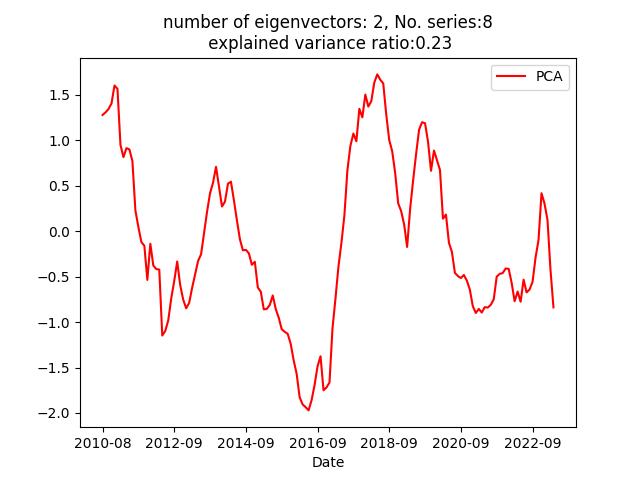 number of eigenvectors: 2, No. series:8
explained variance ratio:0.23
PCA
1.5
1.0
0.5
0.0
−0.5
−1.0
−1.5
−2.0
2010-08 2012-09 2014-09 2016-09 2018-09 2020-09 2022-09
Date